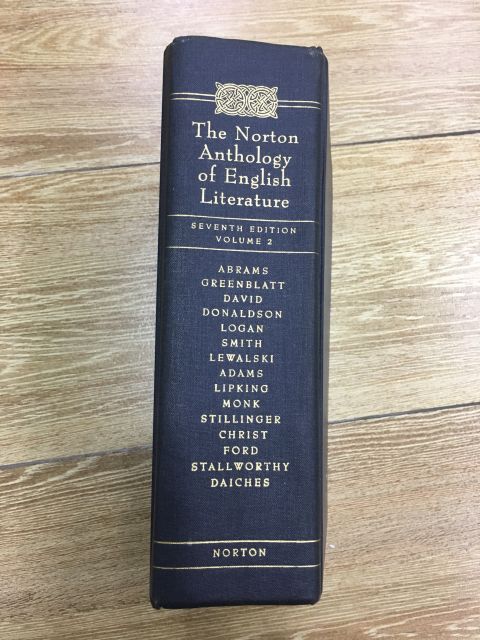 The Norton
Anthology
of English
Literature
SEVENTH EDITION
VOLUME 2
ABRAMS
GREENBLATT
DAVID
DONALDSON
LOGAN
SMITH
LEWALSKI
ADAMS
LIPKING
MONK
STILLINGER
CHRIST
FORD
STALLWORTHY
DAICHES
NORTON